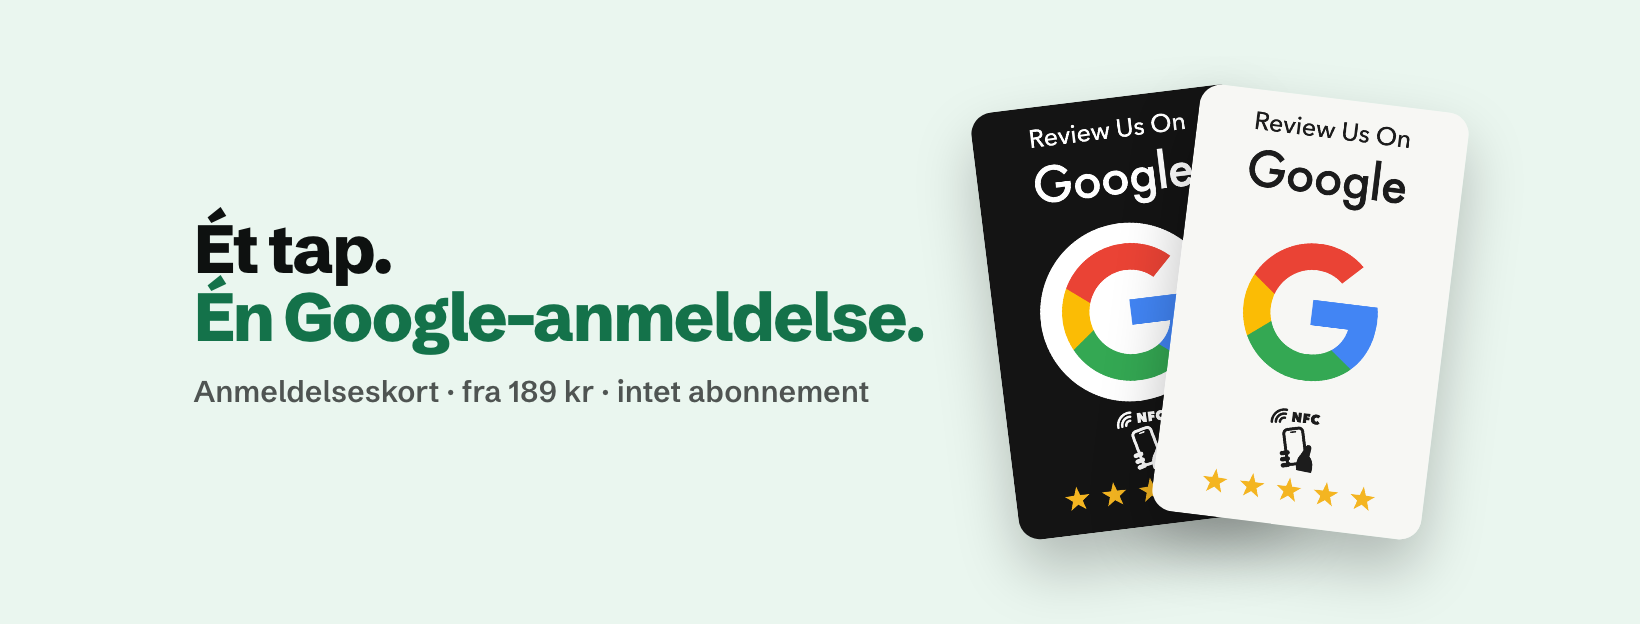 Ét tap.
Én Google-anmeldelse.
Anmeldelseskort · fra 189 kr · intet abonnement
Review Us On
Google
NFC
Review Us On
Google
NFC